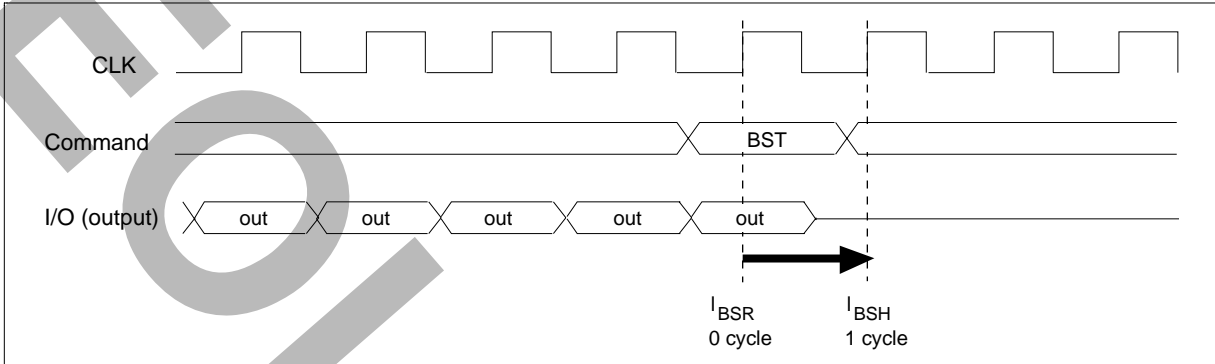 CLK
Command
BST
I/O (output)
out out out out out
I BSR
0 cycle
I BSH
1 cycle